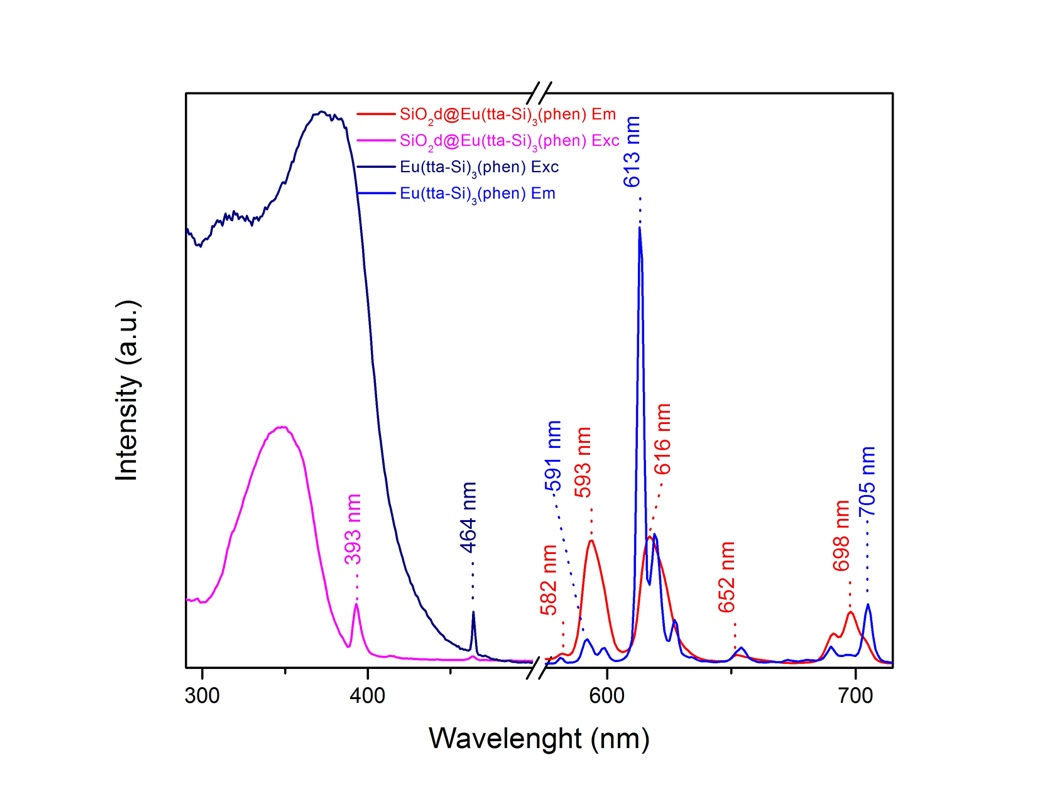 SiO2d@Eu(tta-Si)3(phen) Em
SiO2d@Eu(tta-Si)3(phen) Exc
Eu(tta-Si)3(phen) Exc
Eu(tta-Si)3(phen) Em
613 nm
616 nm
591 nm
593 nm
705 nm
464 nm
393 nm
698 nm
582 nm
652 nm
Intensity (a.u.)
300
400
600
700
Wavelenght (nm)